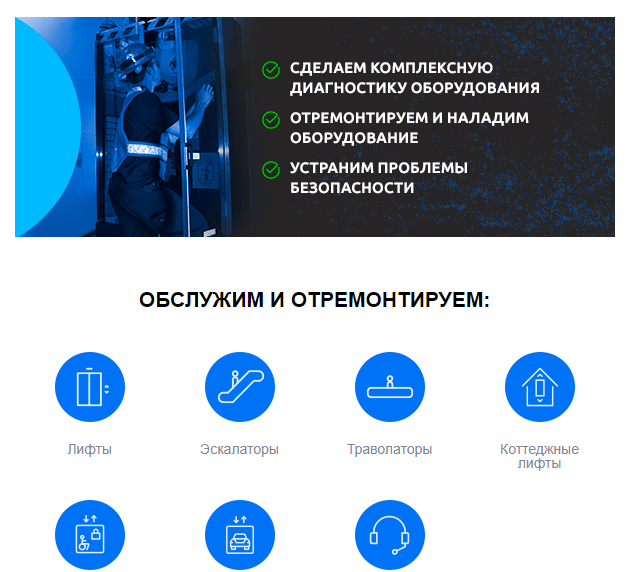 СДЕЛАЕМ КОМПЛЕКСНУЮ
ДИАГНОСТИКУ ОБОРУДОВАНИЯ
ОТРЕМОНТИРУЕМ И НАЛАДИМ
ОБОРУДОВАНИЕ
УСТРАНИМ ПРОБЛЕМЫ
БЕЗОПАСНОСТИ
ОБСЛУЖИМ И ОТРЕМОНТИРУЕМ:
Лифты
Эскалаторы
Траволаторы
Коттеджные
лифты